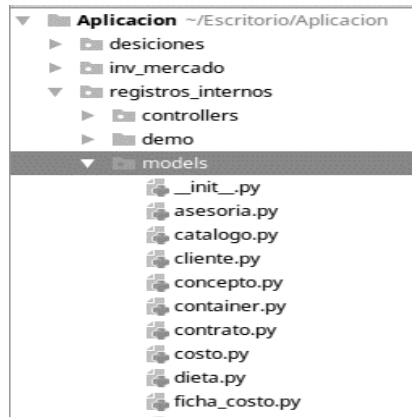 Aplicacion ~/Escritorio/Aplicacion
desiciones
inv_mercado
registros_internos
controllers
demo
models
__init__.py
asesoria.py
catalogo.py
cliente.py
concepto.py
container.py
contrato.py
costo.py
dieta.py
ficha_costo.py